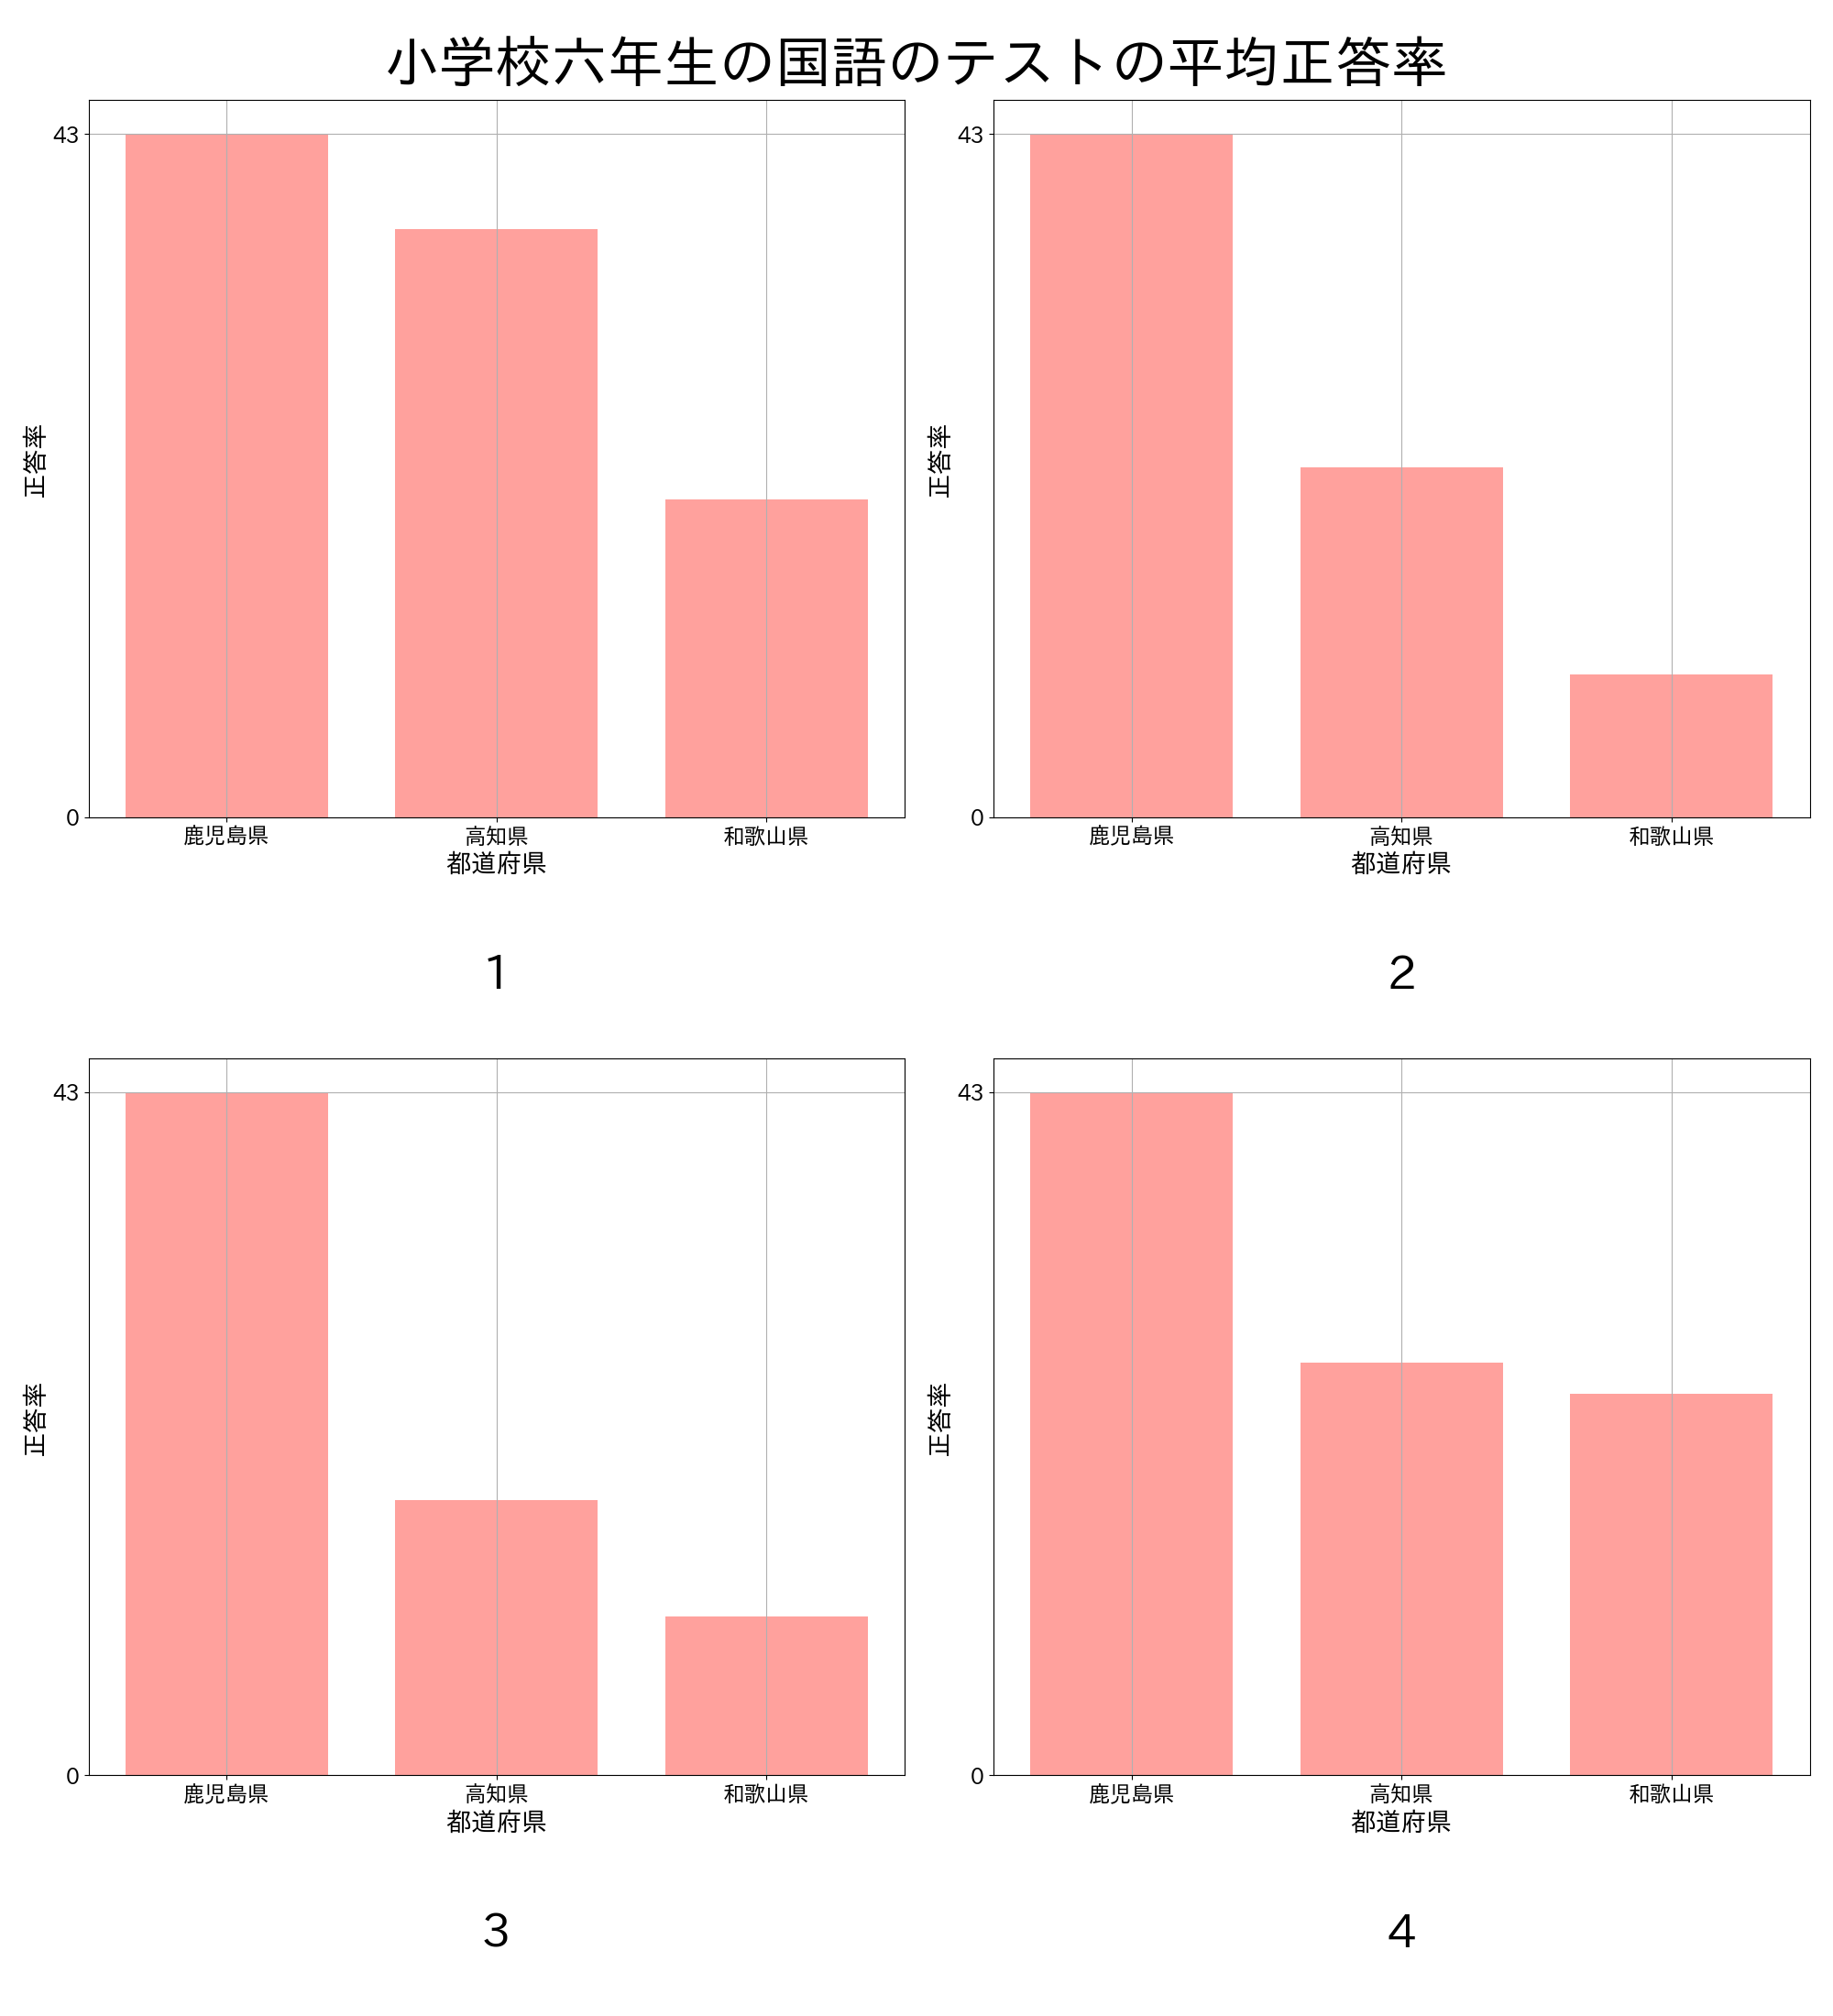 小学校六年生の国語のテストの平均正答率
43
0
正答率
鹿児島県 高知県 和歌山県
都道府県
1
43
0
正答率
鹿児島県 高知県 和歌山県
都道府県
2
43
0
正答率
鹿児島県 高知県 和歌山県
都道府県
3
43
0
正答率
鹿児島県 高知県 和歌山県
都道府県
4